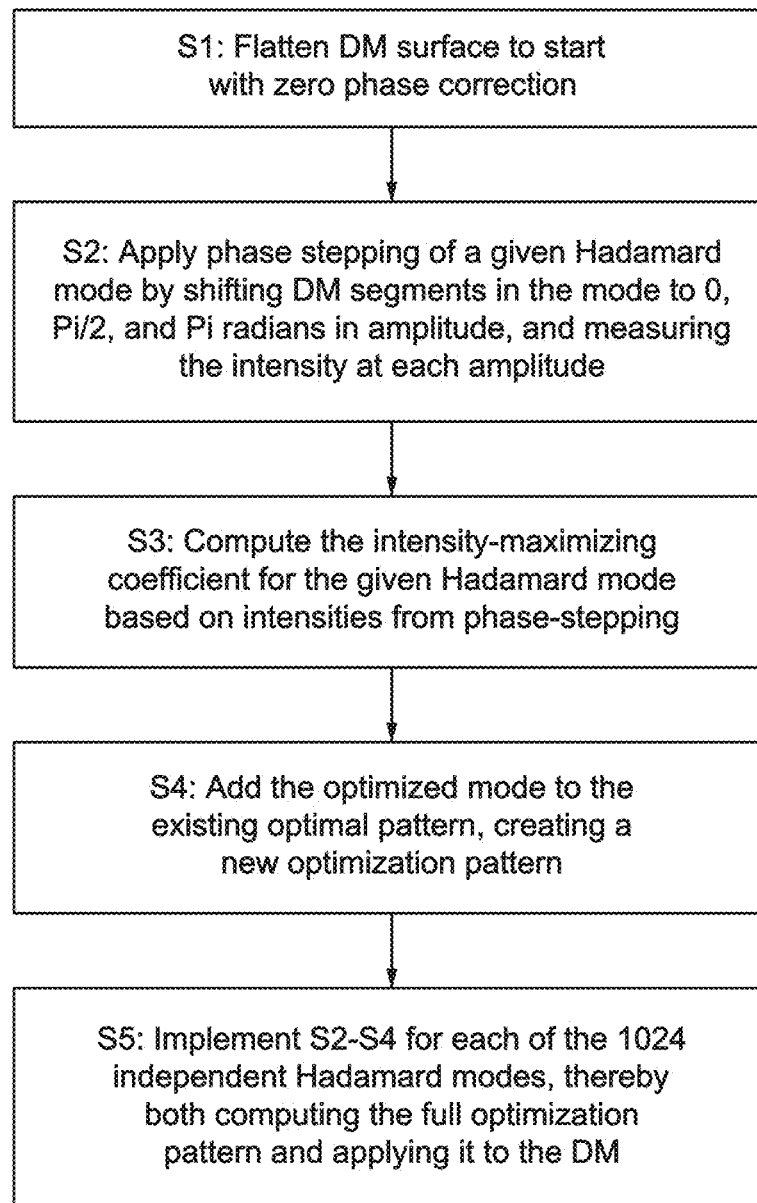 S1: Flatten DM surface to start
with zero phase correction
S2: Apply phase stepping of a given Hadamard
mode by shifting DM segments in the mode to 0,
Pi/2, and Pi radians in amplitude, and measuring
the intensity at each amplitude
S3: Compute the intensity-maximizing
coefficient for the given Hadamard mode
based on intensities from phase-stepping
S4: Add the optimized mode to the
existing optimal pattern, creating a
new optimization pattern
S5: Implement S2-S4 for each of the 1024
independent Hadamard modes, thereby
both computing the full optimization
pattern and applying it to the DM